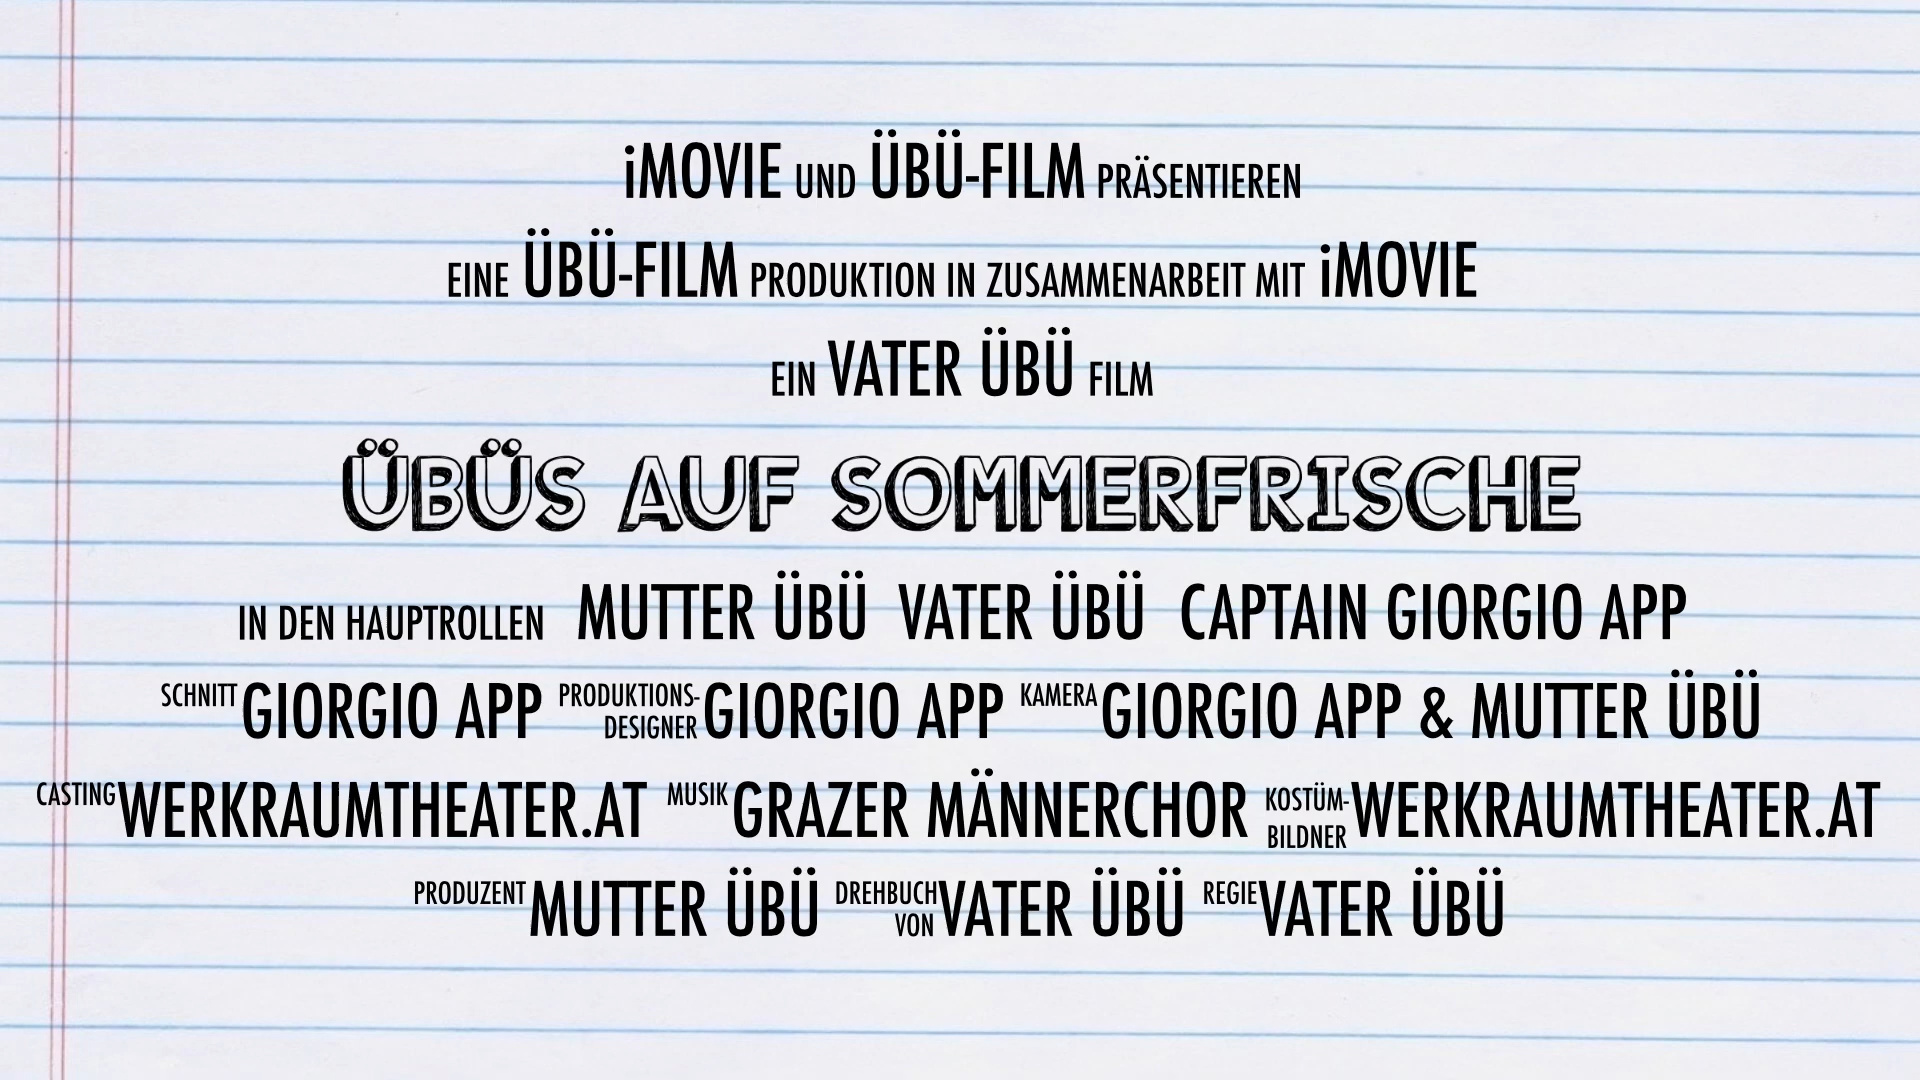 iMOVIE UND ÜBÜ-FILM PRÄSENTIEREN
EINE ÜBÜ-FILM PRODUKTION IN ZUSAMMENARBEIT MIT iMOVIE
EIN VATER ÜBÜ FILM
ÜBÜS AUF SOMMERFRISCHE
IN DEN HAUPTROLLEN MUTTER ÜBÜ VATER ÜBÜ CAPTAIN GIORGIO APP
SCHNITT GIORGIO APP PRODUKTIONS-DESIGNER GIORGIO APP KAMERA GIORGIO APP & MUTTER ÜBÜ
CASTING WERKRAUMTHEATER.AT MUSIK GRAZER MÄNNERCHOR KOSTÜM-BILDNER WERKRAUMTHEATER.AT
PRODUZENT MUTTER ÜBÜ DREHBUCH VON VATER ÜBÜ REGIE VATER ÜBÜ